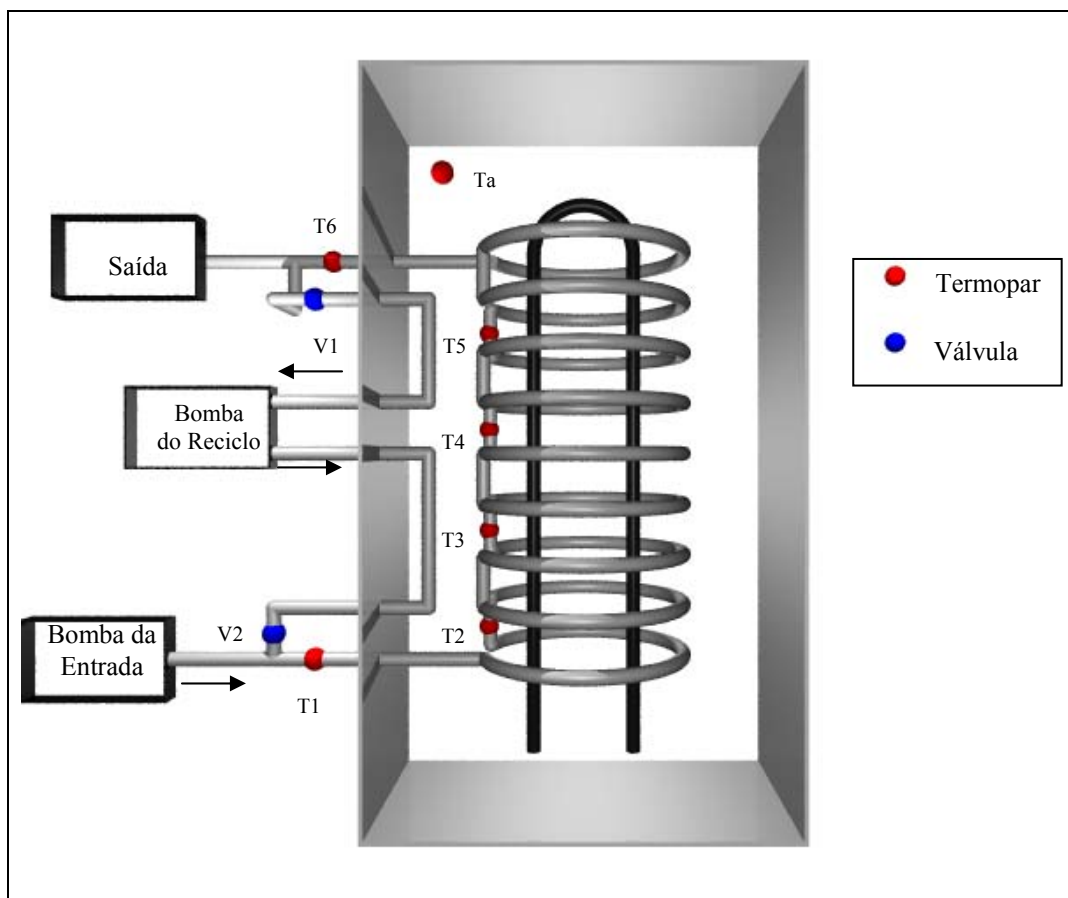 Ta
T6
Saída
Termopar
V1
T5
Válvula
Bomba
do Reciclo
T4
T3
Bomba da
Entrada
V2
T2
T1